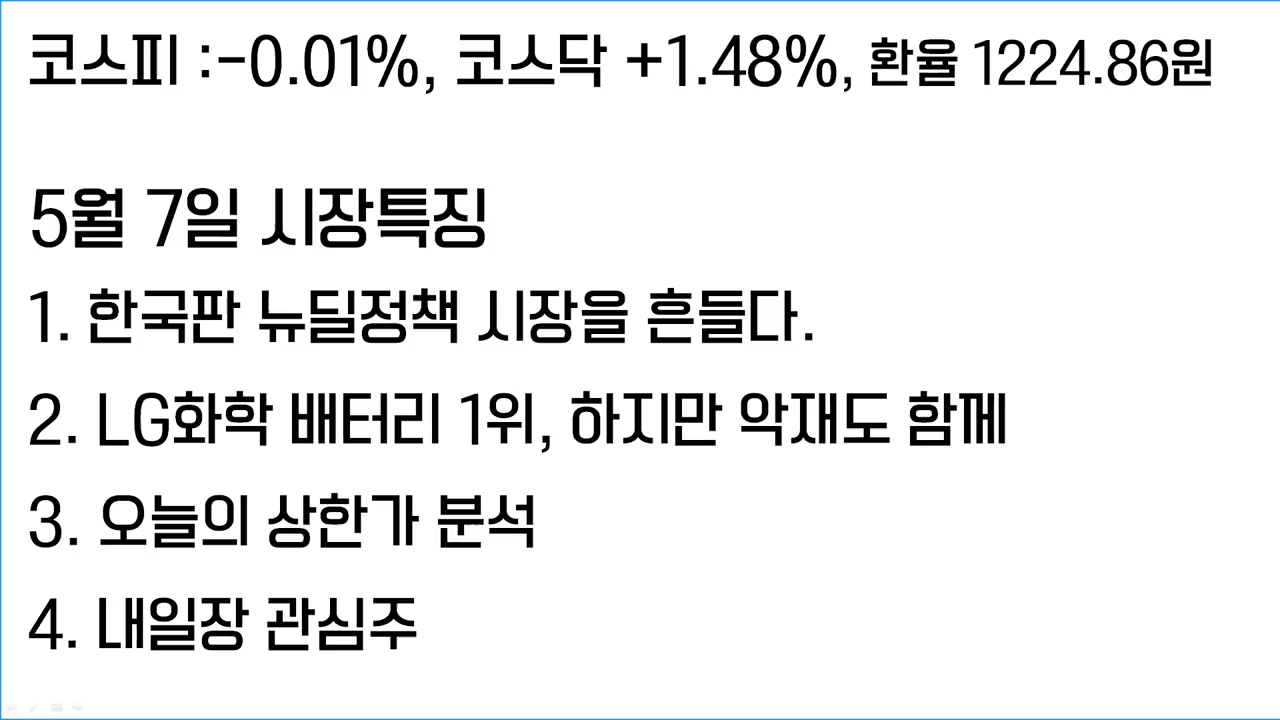 코스피 :-0.01%, 코스닥 +1.48%, 환율 1224.86원
5월 7일 시장특징
1. 한국판 뉴딜정책 시장을 흔들다.
2. LG화학 배터리 1위, 하지만 악재도 함께
3. 오늘의 상한가 분석
4. 내일장 관심주